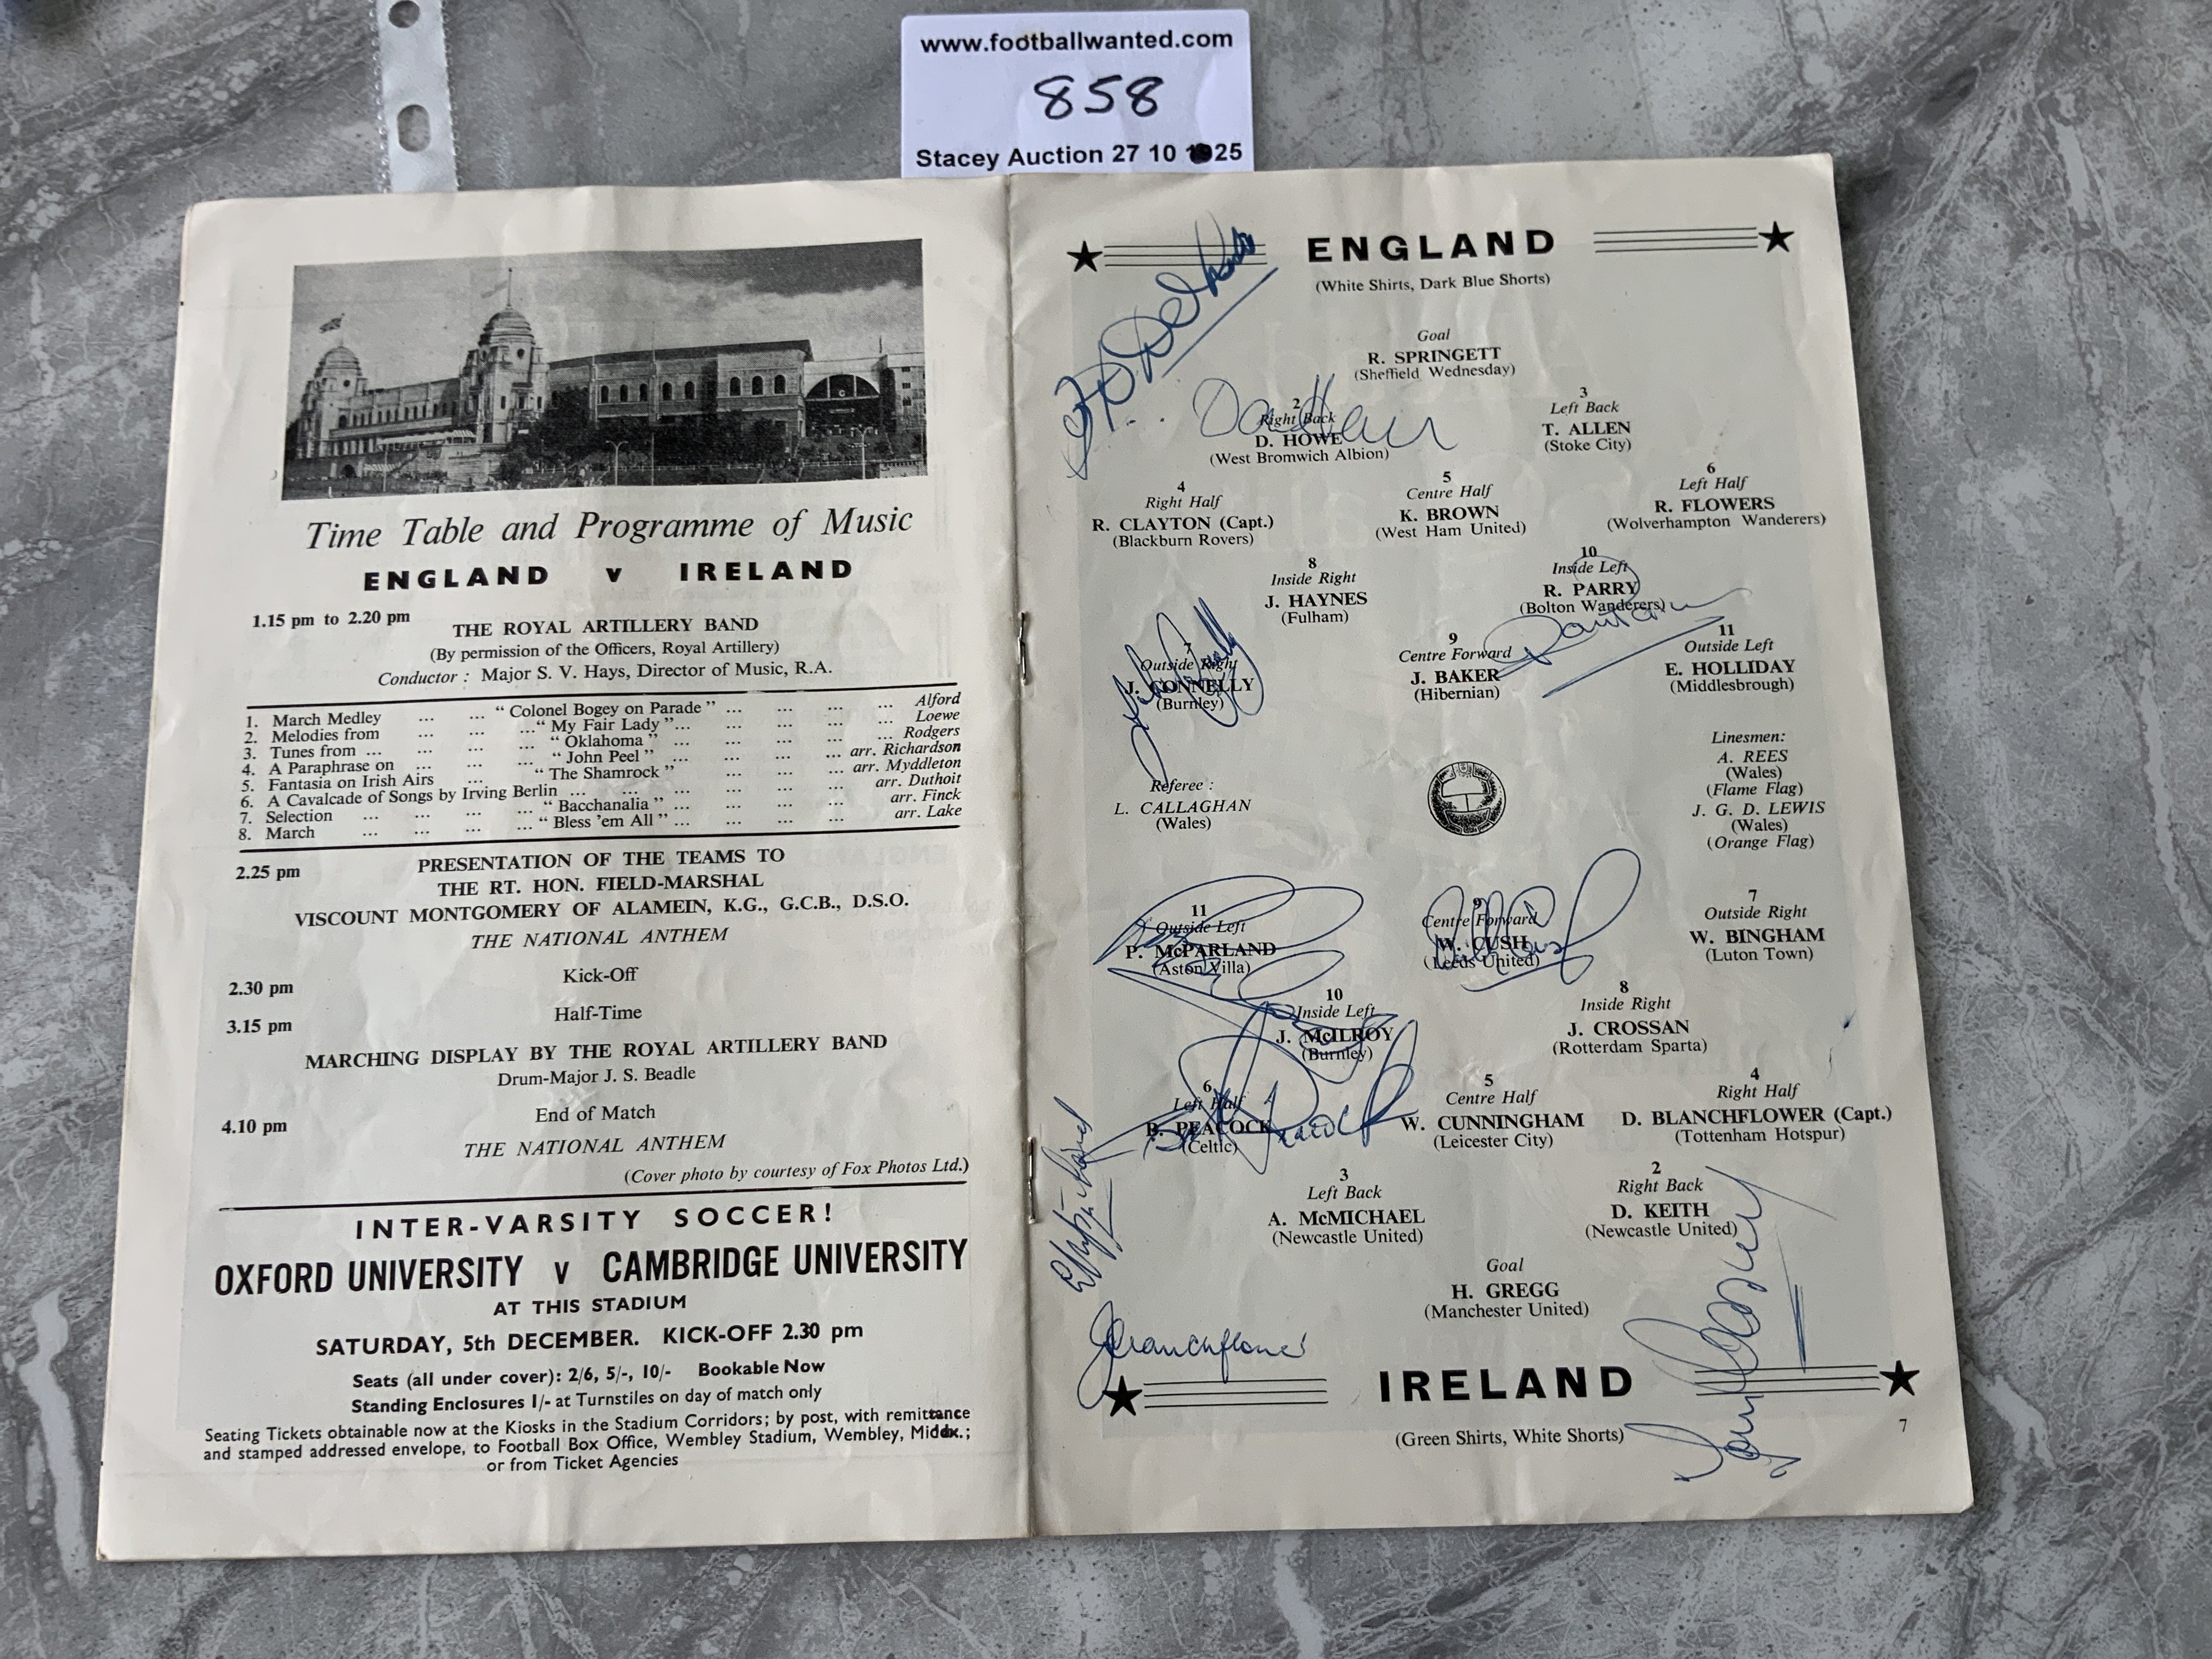 www.footballwanted.com
858
Stacey Auction 27 10 25
Time Table and Programme of Music
ENGLAND v IRELAND
1.15 pm to 2.20 pm
THE ROYAL ARTILLERY BAND
(By permission of the Officers, Royal Artillery)
Conductor : Major S. V. Hays, Director of Music, R.A.
1. March Medley ... ... " Colonel Bogey on Parade " ... ... ... ... Alford
2. Melodies from ... ... ..." My Fair Lady "... ... ... ... Loewe
3. Tunes from ... ... ... ... " Oklahoma " ... ... ... ... Rodgers
4. A Paraphrase on ... ... ... " John Peel " ... ... ... ... arr. Richardson
5. Fantasia on Irish Airs ... " The Shamrock " ... ... ... arr. Myddleton
6. A Cavalcade of Songs by Irving Berlin ... ... ... ... ... ... arr. Duthoit
7. Selection ... ... ... ... " Bacchanalia " ... ... ... ... arr. Finck
8. March ... ... ... ... " Bless 'em All " ... ... ... ... arr. Lake
2.25 pm
PRESENTATION OF THE TEAMS TO
THE RT. HON. FIELD-MARSHAL
VISCOUNT MONTGOMERY OF ALAMEIN, K.G., G.C.B., D.S.O.
THE NATIONAL ANTHEM
2.30 pm
Kick-Off
3.15 pm
Half-Time
MARCHING DISPLAY BY THE ROYAL ARTILLERY BAND
Drum-Major J. S. Beadle
4.10 pm
End of Match
THE NATIONAL ANTHEM
(Cover photo by courtesy of Fox Photos Ltd.)
INTER-VARSITY SOCCER!
OXFORD UNIVERSITY v CAMBRIDGE UNIVERSITY
AT THIS STADIUM
SATURDAY, 5th DECEMBER. KICK-OFF 2.30 pm
Seats (all under cover): 2/6, 5/-, 10/- Bookable Now
Standing Enclosures 1/- at Turnstiles on day of match only
Seating Tickets obtainable now at the Kiosks in the Stadium Corridors; by post, with remittance
and stamped addressed envelope, to Football Box Office, Wembley Stadium, Wembley, Middx.;
or from Ticket Agencies
ENGLAND
(White Shirts, Dark Blue Shorts)
Goal
R. SPRINGETT
(Sheffield Wednesday)
2
Right Back
D. HOWE
(West Bromwich Albion)
3
Left Back
T. ALLEN
(Stoke City)
4
Right Half
R. CLAYTON (Capt.)
(Blackburn Rovers)
5
Centre Half
K. BROWN
(West Ham United)
6
Left Half
R. FLOWERS
(Wolverhampton Wanderers)
8
Inside Right
J. HAYNES
(Fulham)
10
Inside Left
R. PARRY
(Bolton Wanderers)
7
Outside Right
J. CONNELLY
(Burnley)
9
Centre Forward
J. BAKER
(Hibernian)
11
Outside Left
E. HOLLIDAY
(Middlesbrough)
Referee :
L. CALLAGHAN
(Wales)
Linesmen:
A. REES
(Wales)
(Flame Flag)
J. G. D. LEWIS
(Wales)
(Orange Flag)
11
Outside Left
P. McPARLAND
(Aston Villa)
9
Centre Forward
W. CUSH
(Leeds United)
7
Outside Right
W. BINGHAM
(Luton Town)
10
Inside Left
J. McILROY
(Burnley)
8
Inside Right
J. CROSSAN
(Rotterdam Sparta)
6
Left Half
B. PEACOCK
(Celtic)
5
Centre Half
W. CUNNINGHAM
(Leicester City)
4
Right Half
D. BLANCHFLOWER (Capt.)
(Tottenham Hotspur)
3
Left Back
A. McMICHAEL
(Newcastle United)
2
Right Back
D. KEITH
(Newcastle United)
Goal
H. GREGG
(Manchester United)
IRELAND
(Green Shirts, White Shorts)
7